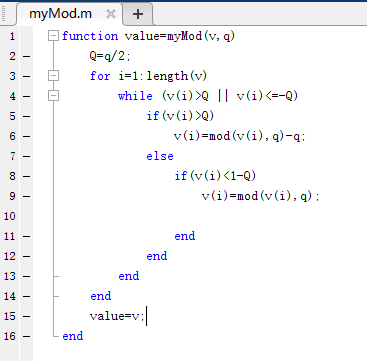 myMod.m × +
1 function value=myMod(v,q)
2 — Q=q/2;
3 — for i=1:length(v)
4 — while (v(i)>Q || v(i)<=-Q)
5 — if(v(i)>Q)
6 — v(i)=mod(v(i),q)-q;
7 — else
8 — if(v(i)<1-Q)
9 — v(i)=mod(v(i),q);
10
11 — end
12 — end
13 — end
14 — end
15 — value=v;
16 — end